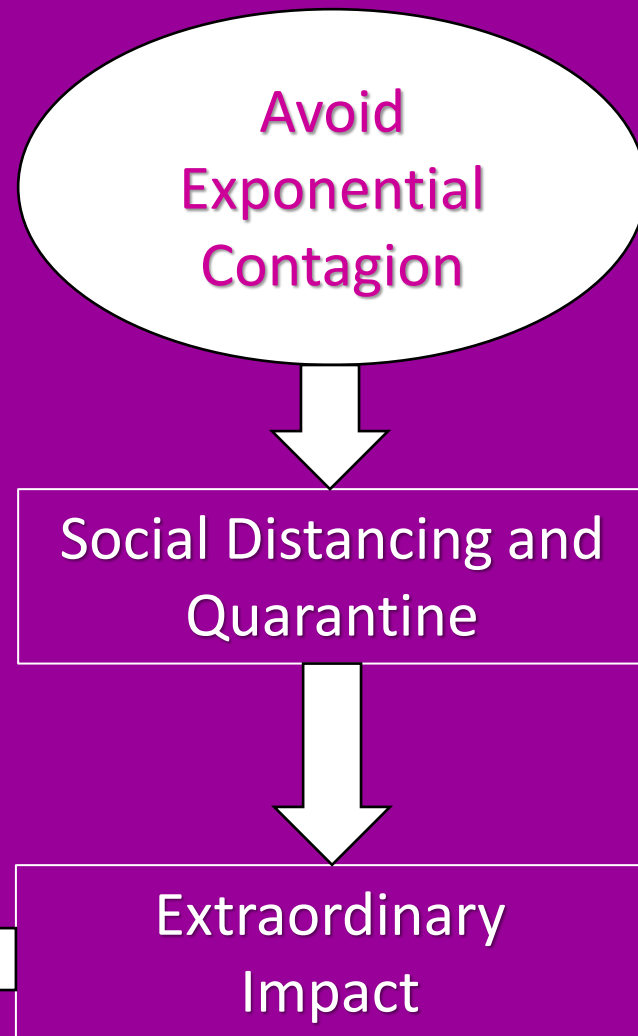 Avoid
Exponential
Contagion
Social Distancing and
Quarantine
Extraordinary
Impact